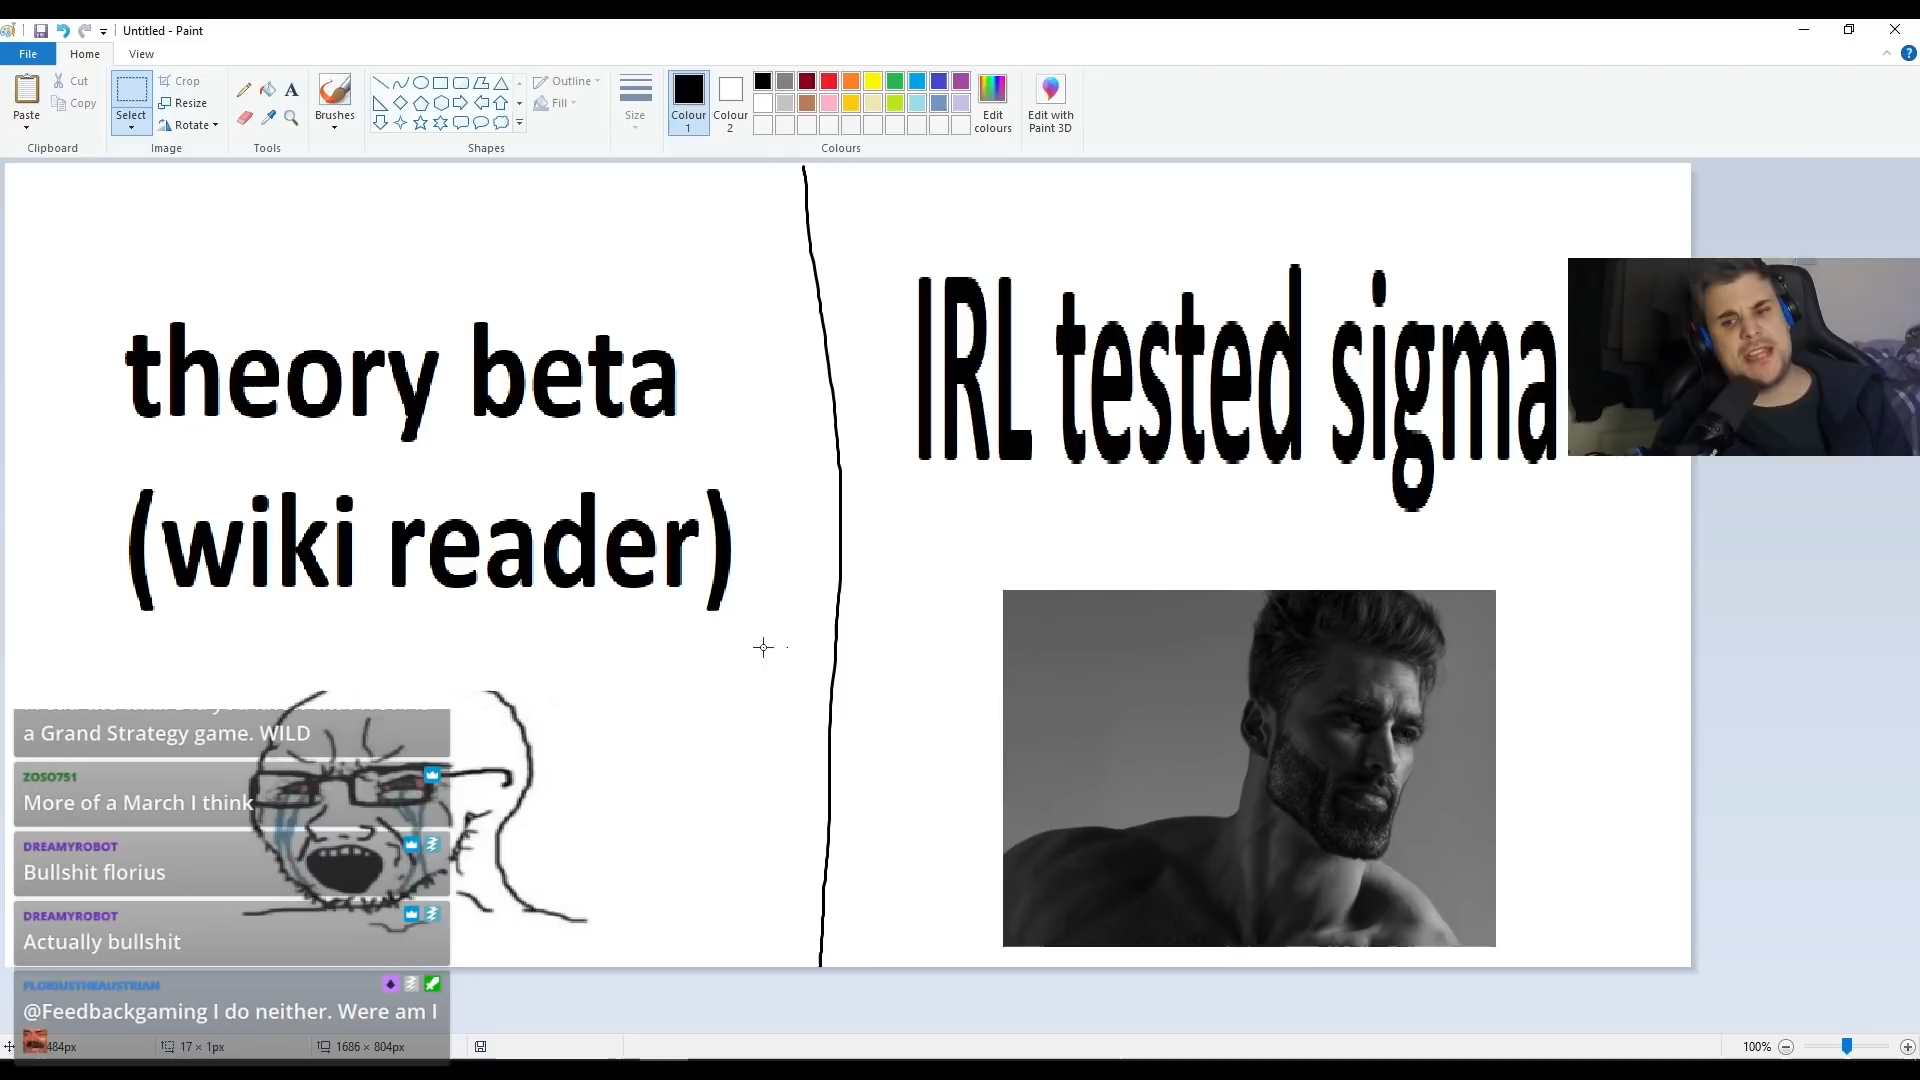 Untitled - Paint
File
Home
View
Paste
Cut
Copy
Clipboard
Select
Crop
Resize
Rotate
Image
A
Tools
Brushes
Shapes
Outline
Fill
Size
Colour
1
Colour
2
Edit
colours
Colours
Edit with
Paint 3D
theory beta
(wiki reader)
IRL tested sigma
a Grand Strategy game. WILD
ZOSO751
More of a March I think
DREAMYROBOT
Bullshit florius
DREAMYROBOT
Actually bullshit
FLORIUSTHEAUSTRIAN
@Feedbackgaming I do neither. Were am I
484px
17 × 1px
1686 × 804px
100%